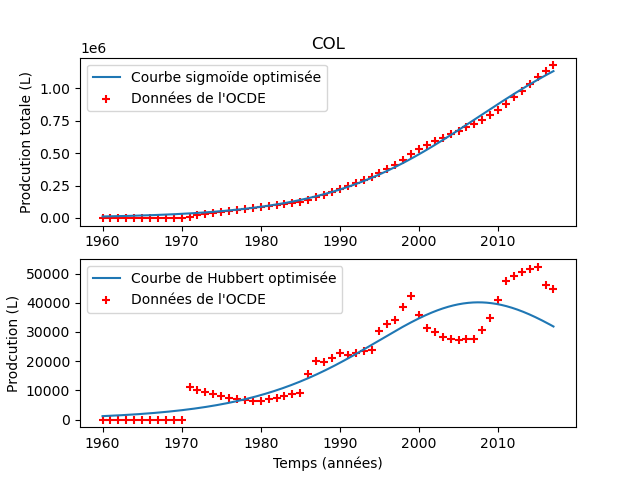 COL
1e6
Courbe sigmoïde optimisée
Données de l'OCDE
Prodcution totale (L)
1.00
0.75
0.50
0.25
0.00
1960 1970 1980 1990 2000 2010
Courbe de Hubbert optimisée
Données de l'OCDE
Prodcution (L)
50000
40000
30000
20000
10000
0
1960 1970 1980 1990 2000 2010
Temps (années)